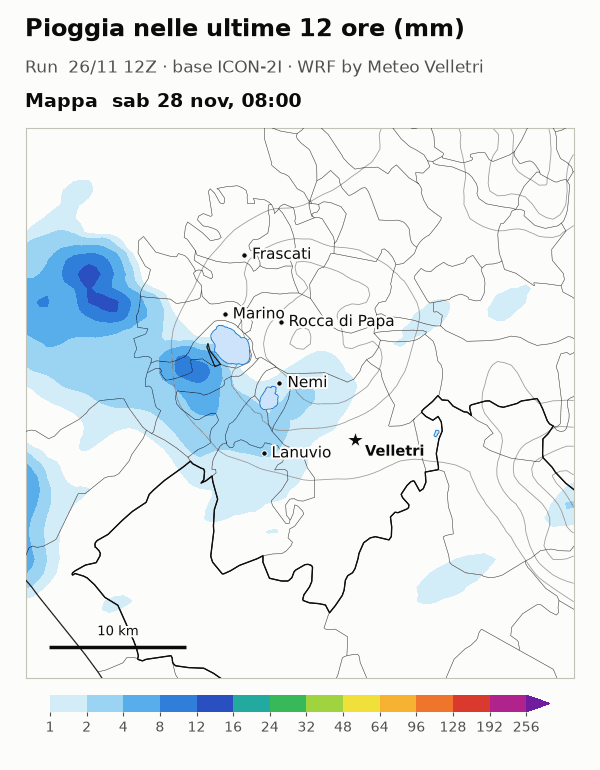 Pioggia nelle ultime 12 ore (mm)
Run  26/11 12Z · base ICON-2I · WRF by Meteo Velletri
Mappa  sab 28 nov, 08:00
Frascati
Marino
Rocca di Papa
Nemi
Velletri
Lanuvio
10 km
1 2 4 8 12 16 24 32 48 64 96 128 192 256